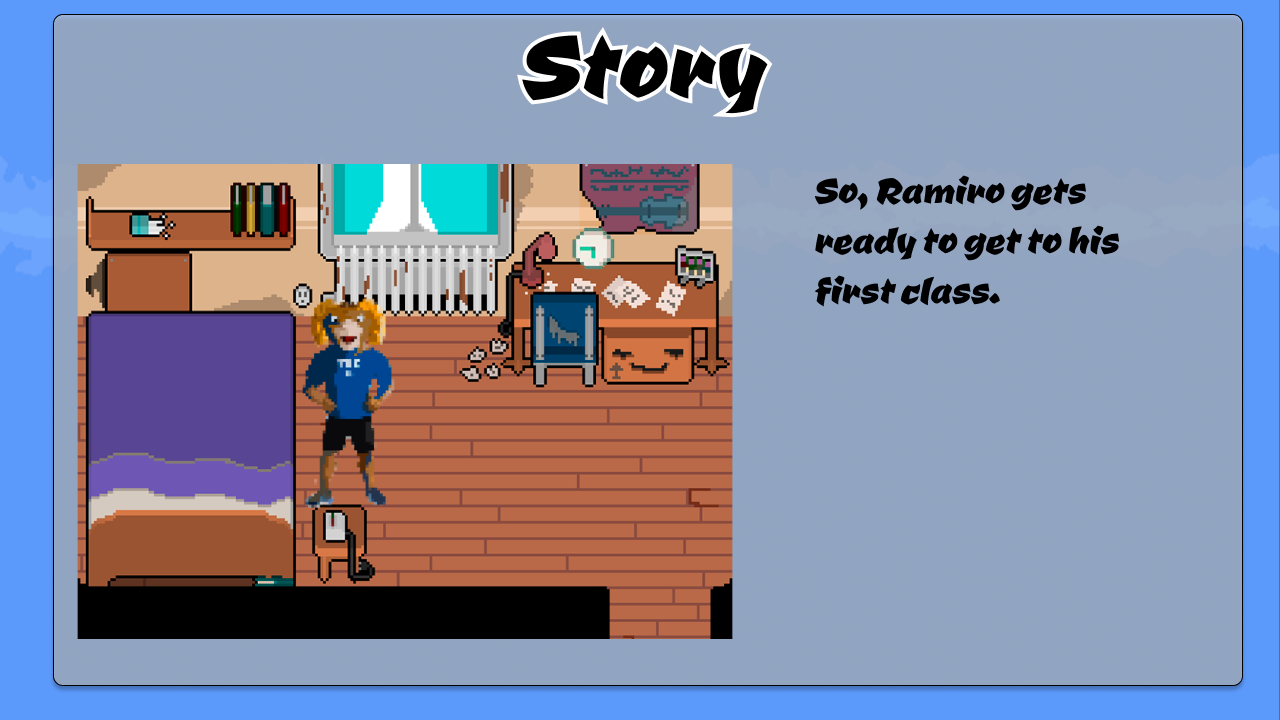 Story
So, Ramiro gets
ready to get to his
first class.